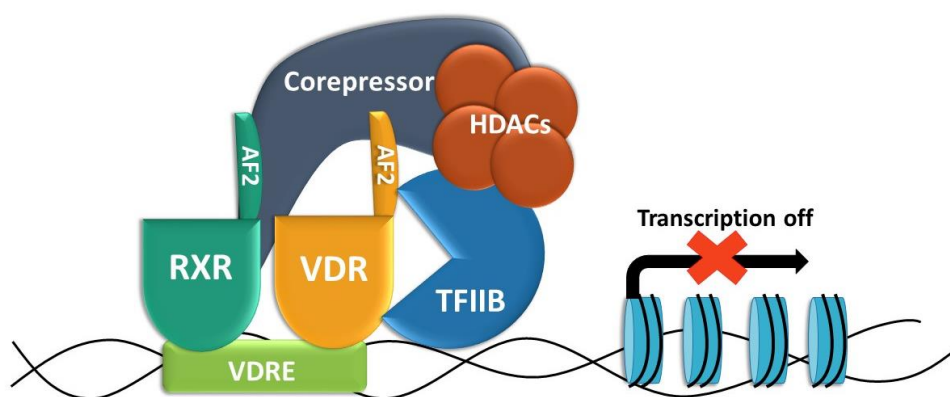 Corepressor
HDACs
AF2
AF2
Transcription off
RXR
VDR
TFIIB
VDRE